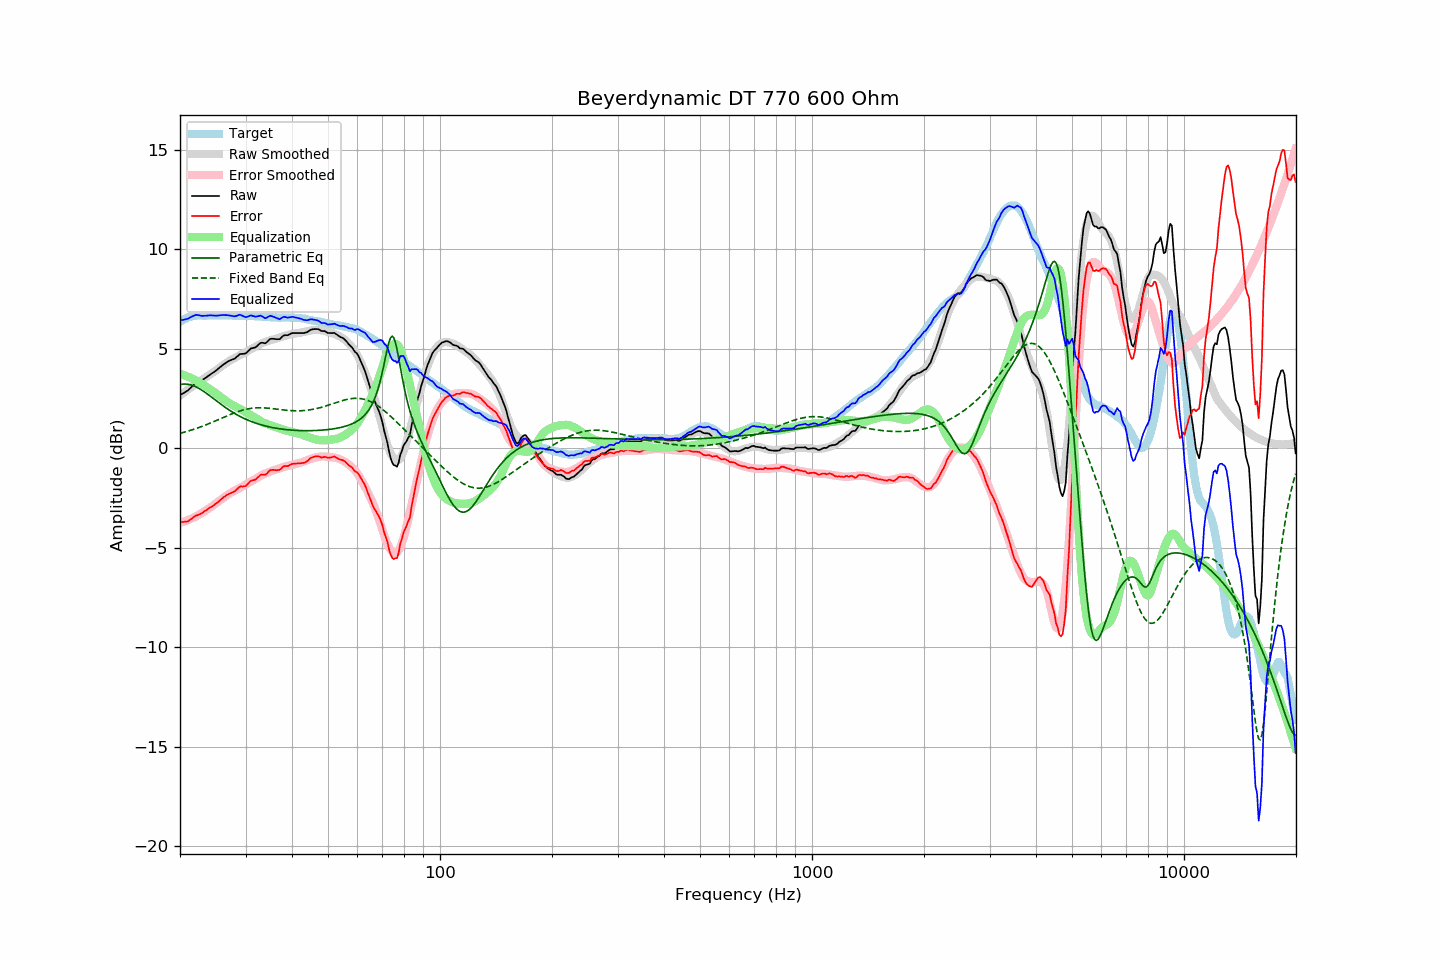 Beyerdynamic DT 770 600 Ohm
Target
Raw Smoothed
Error Smoothed
Raw
Error
Equalization
Parametric Eq
Fixed Band Eq
Equalized
15
10
5
0
−5
−10
−15
−20
Amplitude (dBr)
100
1000
10000
Frequency (Hz)